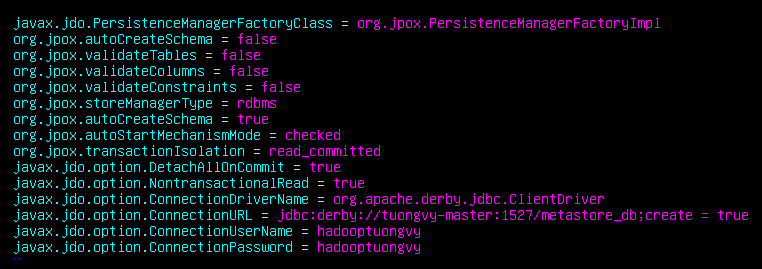 javax.jdo.PersistenceManagerFactoryClass = org.jpox.PersistenceManagerFactoryImpl
org.jpox.autoCreateSchema = false
org.jpox.validateTables = false
org.jpox.validateColumns = false
org.jpox.validateConstraints = false
org.jpox.storeManagerType = rdbms
org.jpox.autoCreateSchema = true
org.jpox.autoStartMechanismMode = checked
org.jpox.transactionIsolation = read_committed
javax.jdo.option.DetachAllOnCommit = true
javax.jdo.option.NontransactionalRead = true
javax.jdo.option.ConnectionDriverName = org.apache.derby.jdbc.ClientDriver
javax.jdo.option.ConnectionURL = jdbc:derby://tuongvy-master:1527/metastore_db;create = true
javax.jdo.option.ConnectionUserName = hadooptuongvy
javax.jdo.option.ConnectionPassword = hadooptuongvy
~